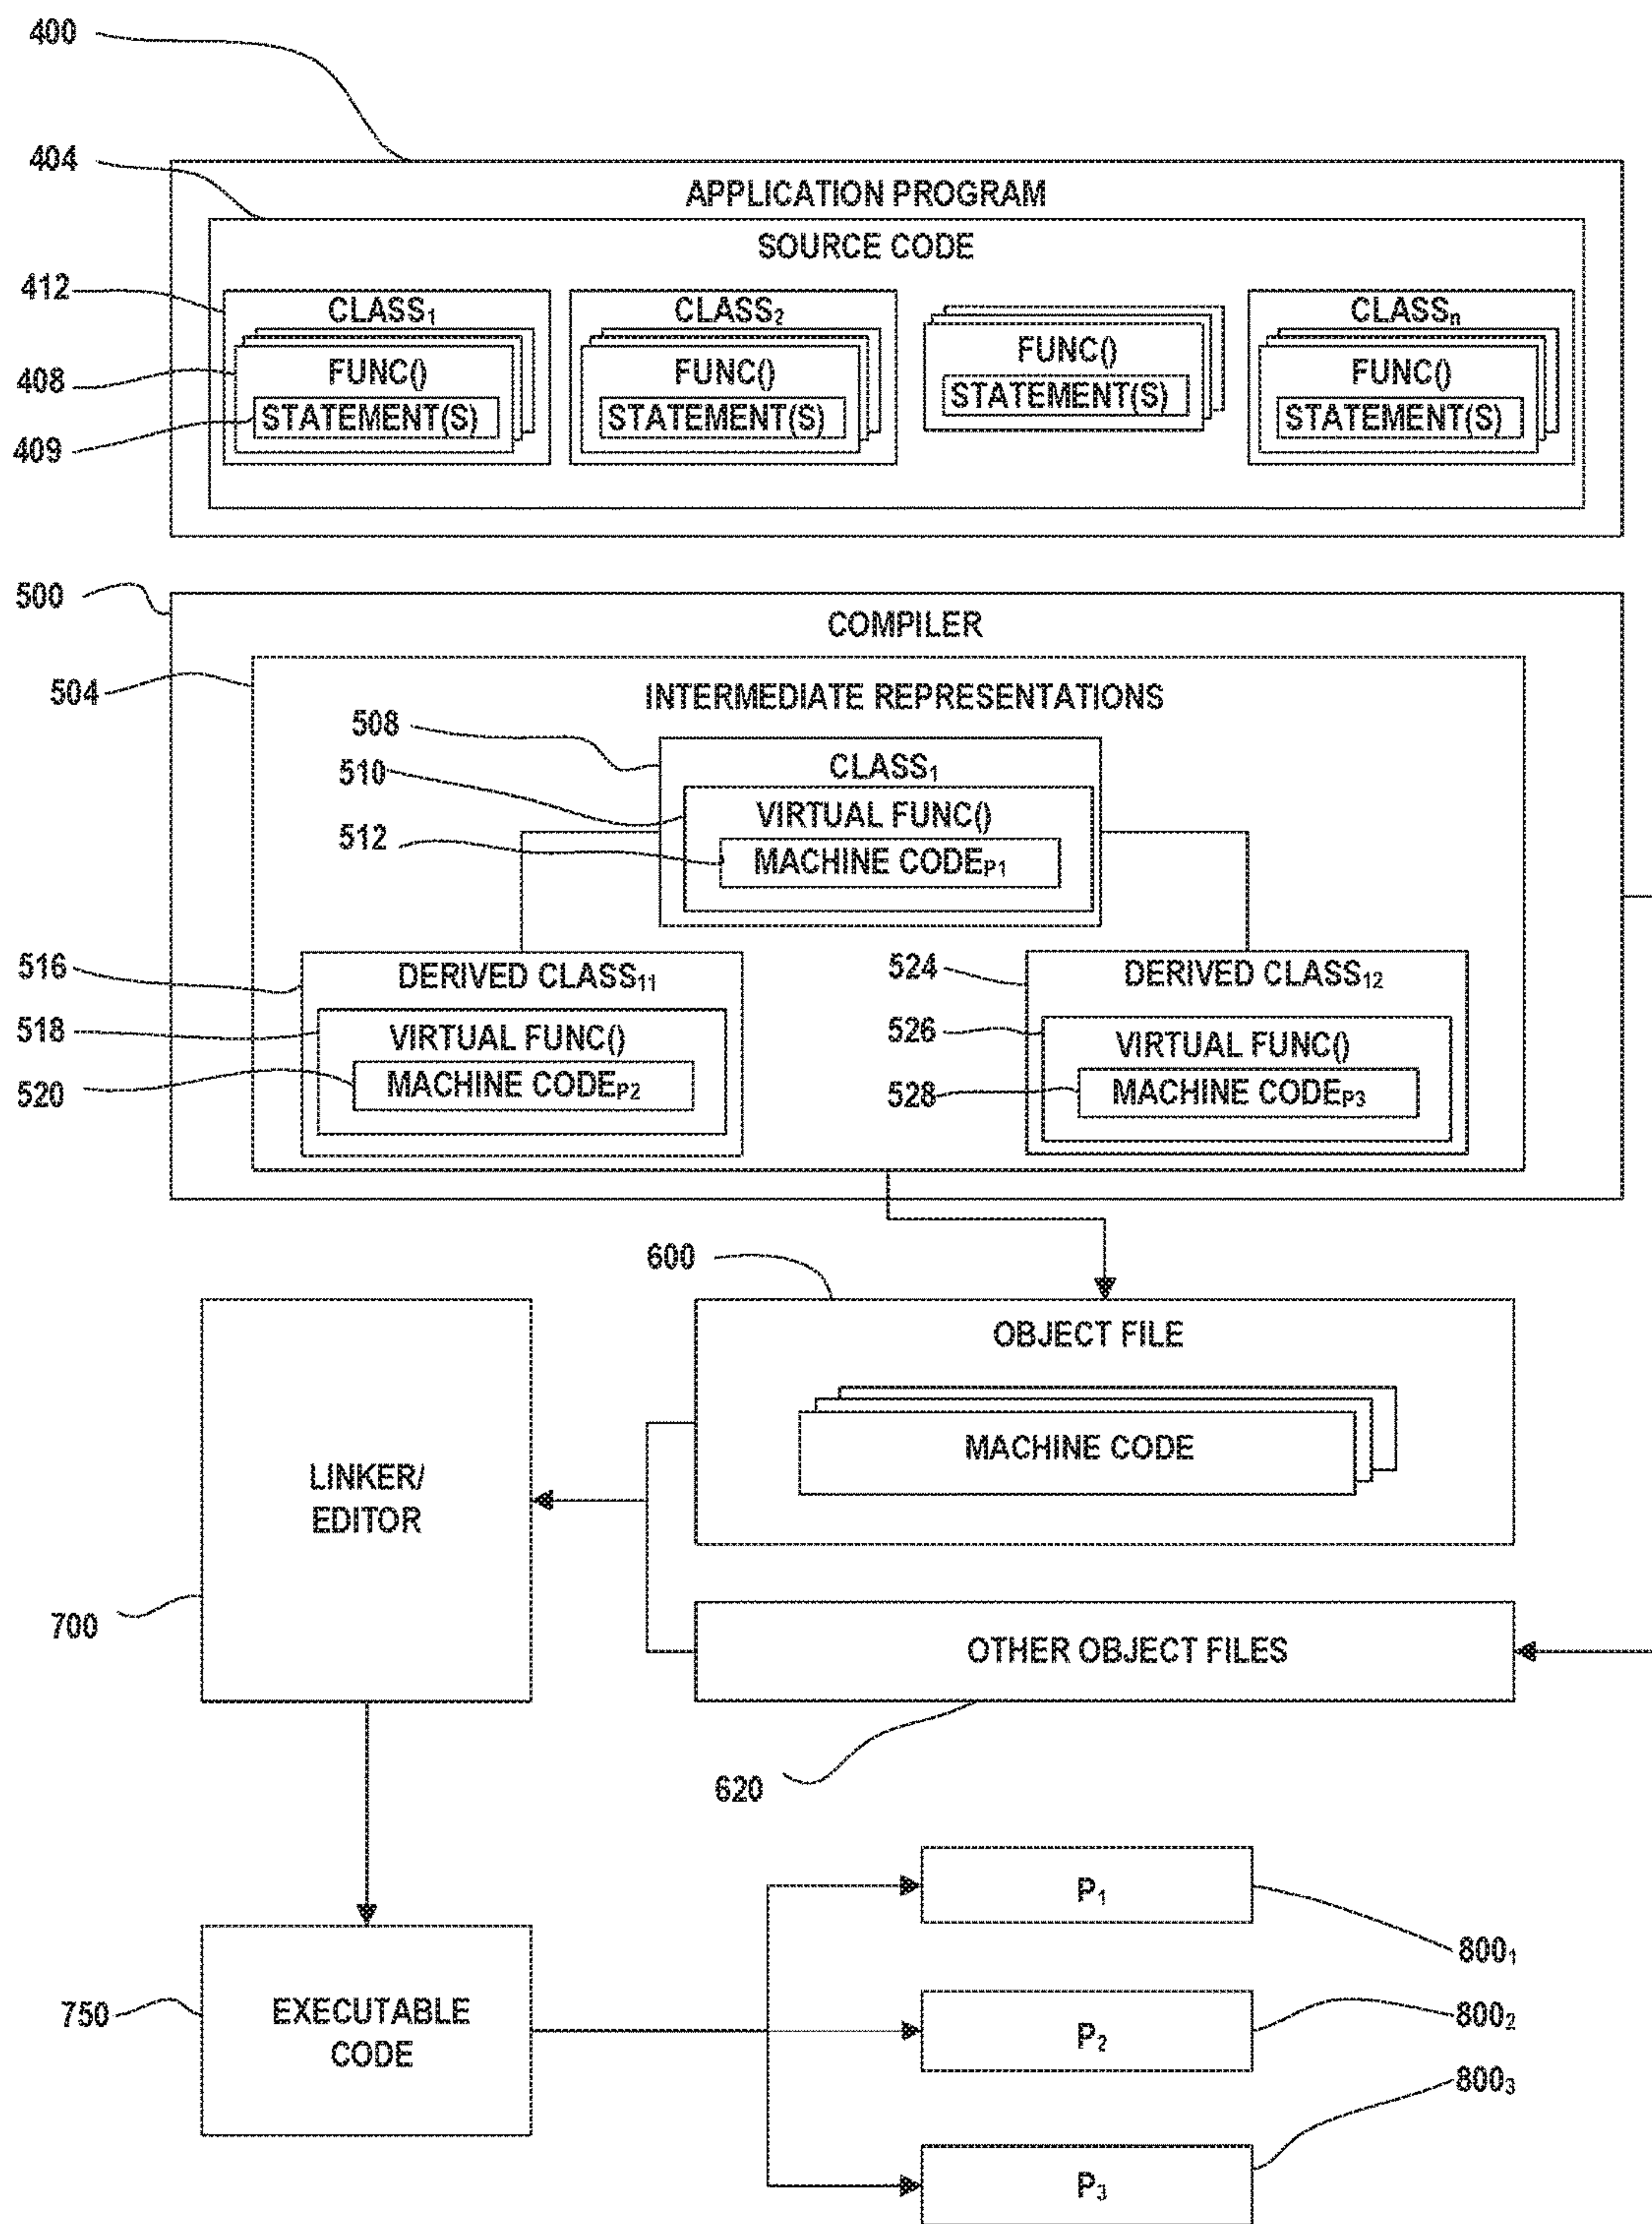 400
404
APPLICATION PROGRAM
SOURCE CODE
412
CLASS₁
CLASS₂
CLASSₙ
408
FUNC()
FUNC()
FUNC()
FUNC()
409
STATEMENT(S)
STATEMENT(S)
STATEMENT(S)
STATEMENT(S)
500
COMPILER
504
INTERMEDIATE REPRESENTATIONS
508
CLASS₁
510
VIRTUAL FUNC()
512
MACHINE CODEP1
516
DERIVED CLASS₁₁
518
VIRTUAL FUNC()
520
MACHINE CODEP2
524
DERIVED CLASS₁₂
526
VIRTUAL FUNC()
528
MACHINE CODEP3
600
OBJECT FILE
MACHINE CODE
LINKER/
EDITOR
700
OTHER OBJECT FILES
620
750
EXECUTABLE
CODE
P₁
800₁
P₂
800₂
P₃
800₃